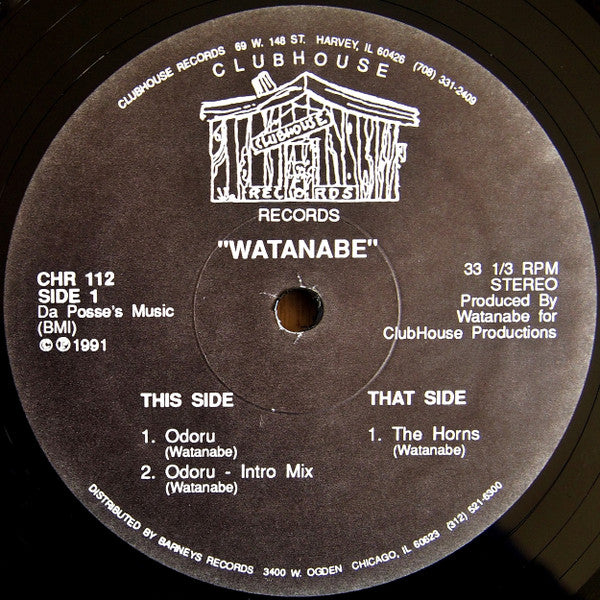 CLUBHOUSE RECORDS 69 W. 148 ST. HARVEY, IL 60426 (708) 331-2409
CLUBHOUSE
CLUBHOUSE
RECORDS
RECORDS
"WATANABE"
CHR 112
SIDE 1
Da Posse's Music
(BMI)
© ℗ 1991
33 1/3 RPM
STEREO
Produced By
Watanabe for
ClubHouse Productions
THIS SIDE
1. Odoru
(Watanabe)
2. Odoru - Intro Mix
(Watanabe)
THAT SIDE
1. The Horns
(Watanabe)
DISTRIBUTED BY BARNEYS RECORDS 3400 W. OGDEN CHICAGO, IL 60623 (312) 521-6300